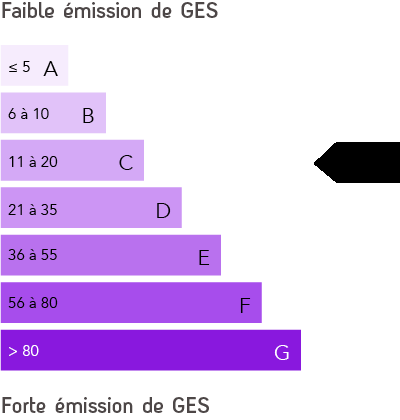 Faible émission de GES
≤ 5 A
6 à 10 B
11 à 20 C
21 à 35 D
36 à 55 E
56 à 80 F
> 80 G
Forte émission de GES